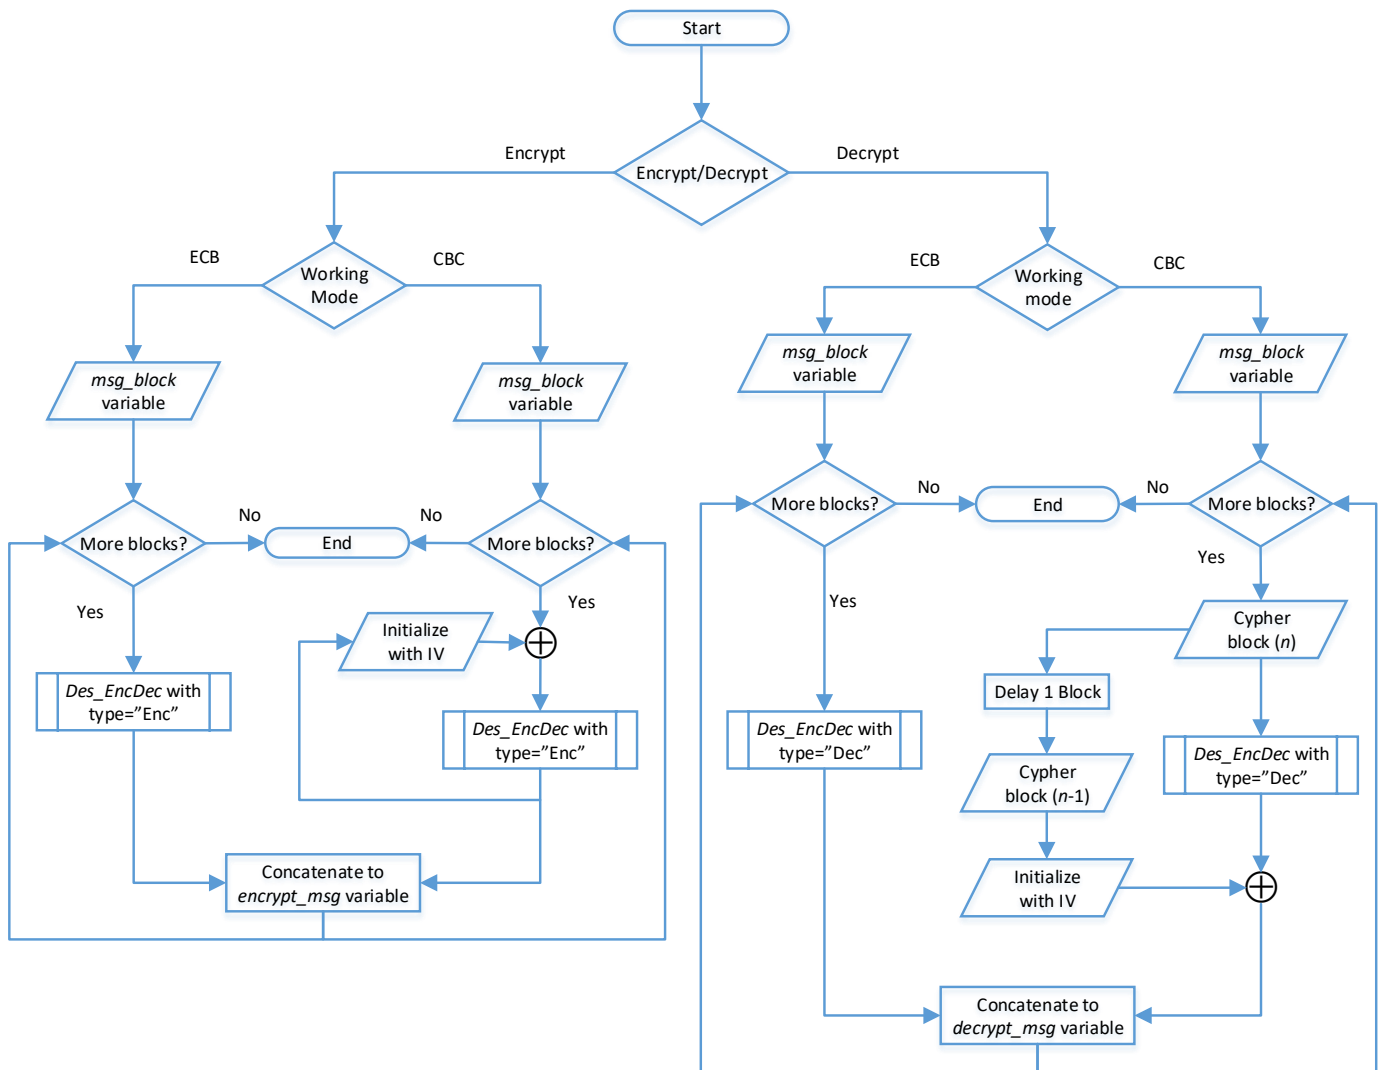 Start
Encrypt
Decrypt
Encrypt/Decrypt
ECB
CBC
Working
Mode
ECB
CBC
Working
mode
msg_block
variable
msg_block
variable
msg_block
variable
msg_block
variable
More blocks?
No
End
No
More blocks?
More blocks?
No
End
No
More blocks?
Yes
Yes
Yes
Yes
Initialize
with IV
Cypher
block (n)
Des_EncDec with
type=”Enc”
Des_EncDec with
type=”Enc”
Delay 1 Block
Des_EncDec with
type=”Dec”
Cypher
block (n-1)
Des_EncDec with
type=”Dec”
Concatenate to
encrypt_msg variable
Initialize
with IV
Concatenate to
decrypt_msg variable